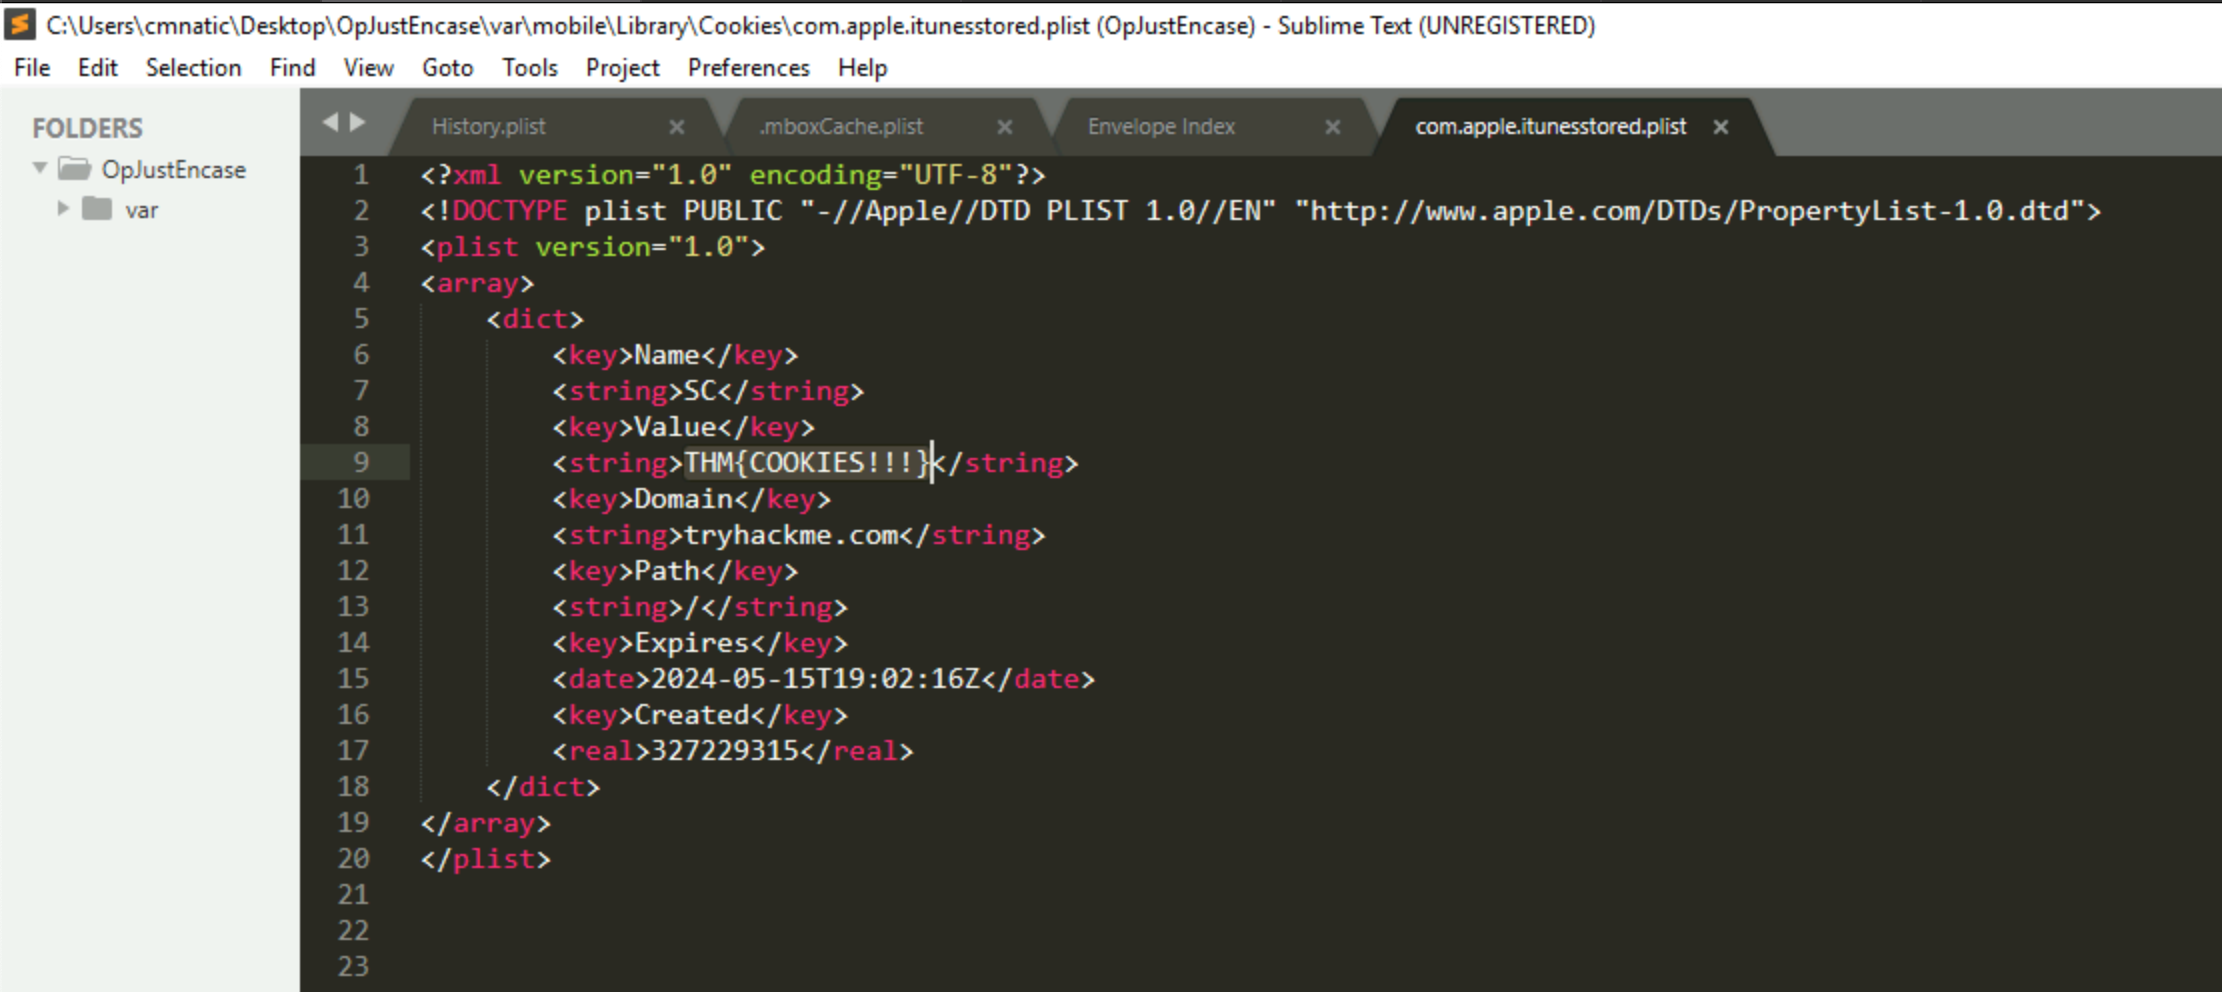 C:\Users\cmnatic\Desktop\OpJustEncase\var\mobile\Library\Cookies\com.apple.itunesstored.plist (OpJustEncase) - Sublime Text (UNREGISTERED)
File Edit Selection Find View Goto Tools Project Preferences Help
FOLDERS
OpJustEncase
var
History.plist × .mboxCache.plist × Envelope Index × com.apple.itunesstored.plist ×
1 <?xml version="1.0" encoding="UTF-8"?>
2 <!DOCTYPE plist PUBLIC "-//Apple//DTD PLIST 1.0//EN" "http://www.apple.com/DTDs/PropertyList-1.0.dtd">
3 <plist version="1.0">
4 <array>
5 <dict>
6 <key>Name</key>
7 <string>SC</string>
8 <key>Value</key>
9 <string>THM{COOKIES!!!}</string>
10 <key>Domain</key>
11 <string>tryhackme.com</string>
12 <key>Path</key>
13 <string>/</string>
14 <key>Expires</key>
15 <date>2024-05-15T19:02:16Z</date>
16 <key>Created</key>
17 <real>327229315</real>
18 </dict>
19 </array>
20 </plist>
21
22
23